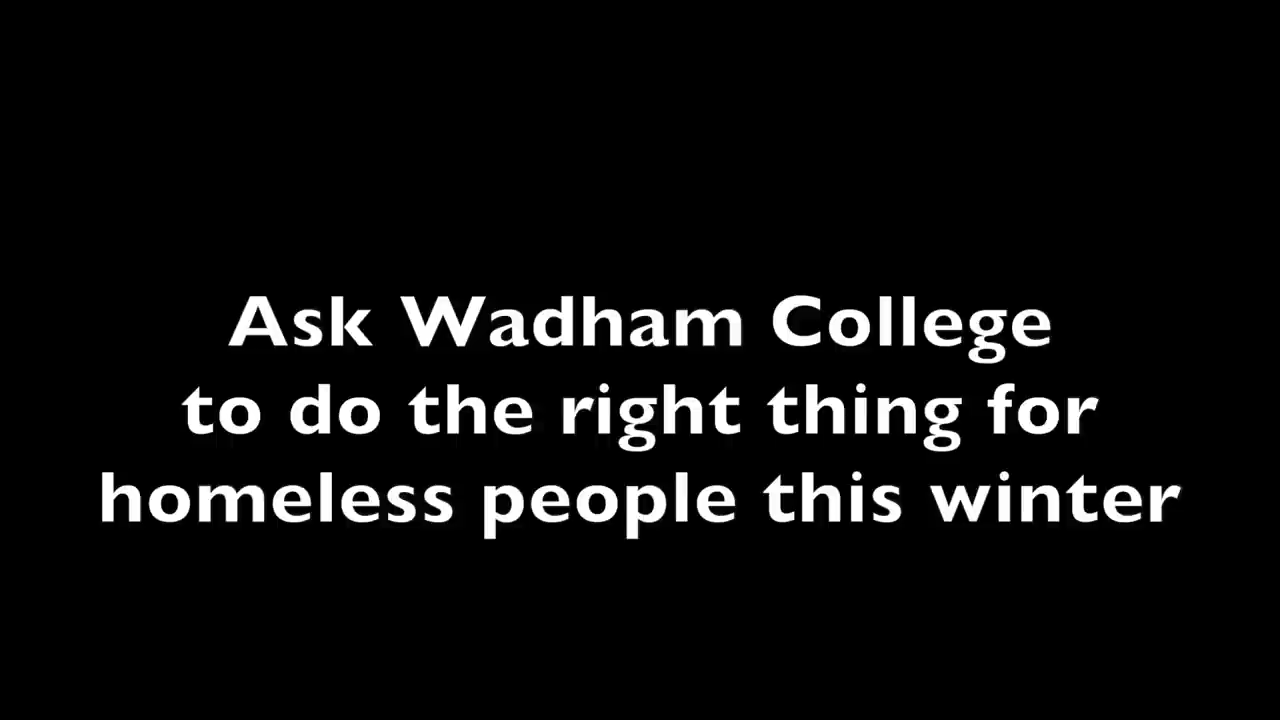 Ask Wadham College
to do the right thing for
homeless people this winter